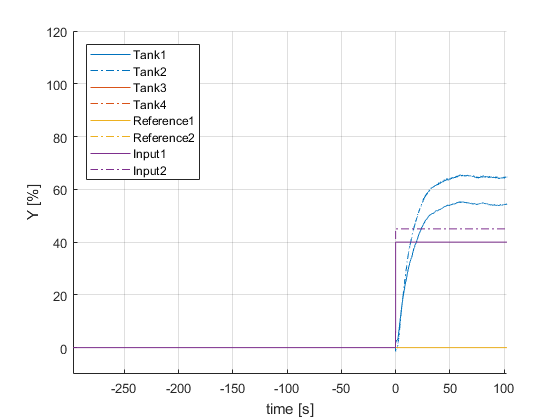 120
100
80
60
40
20
0
Y [%]
Tank1
Tank2
Tank3
Tank4
Reference1
Reference2
Input1
Input2
-250 -200 -150 -100 -50 0 50 100
time [s]